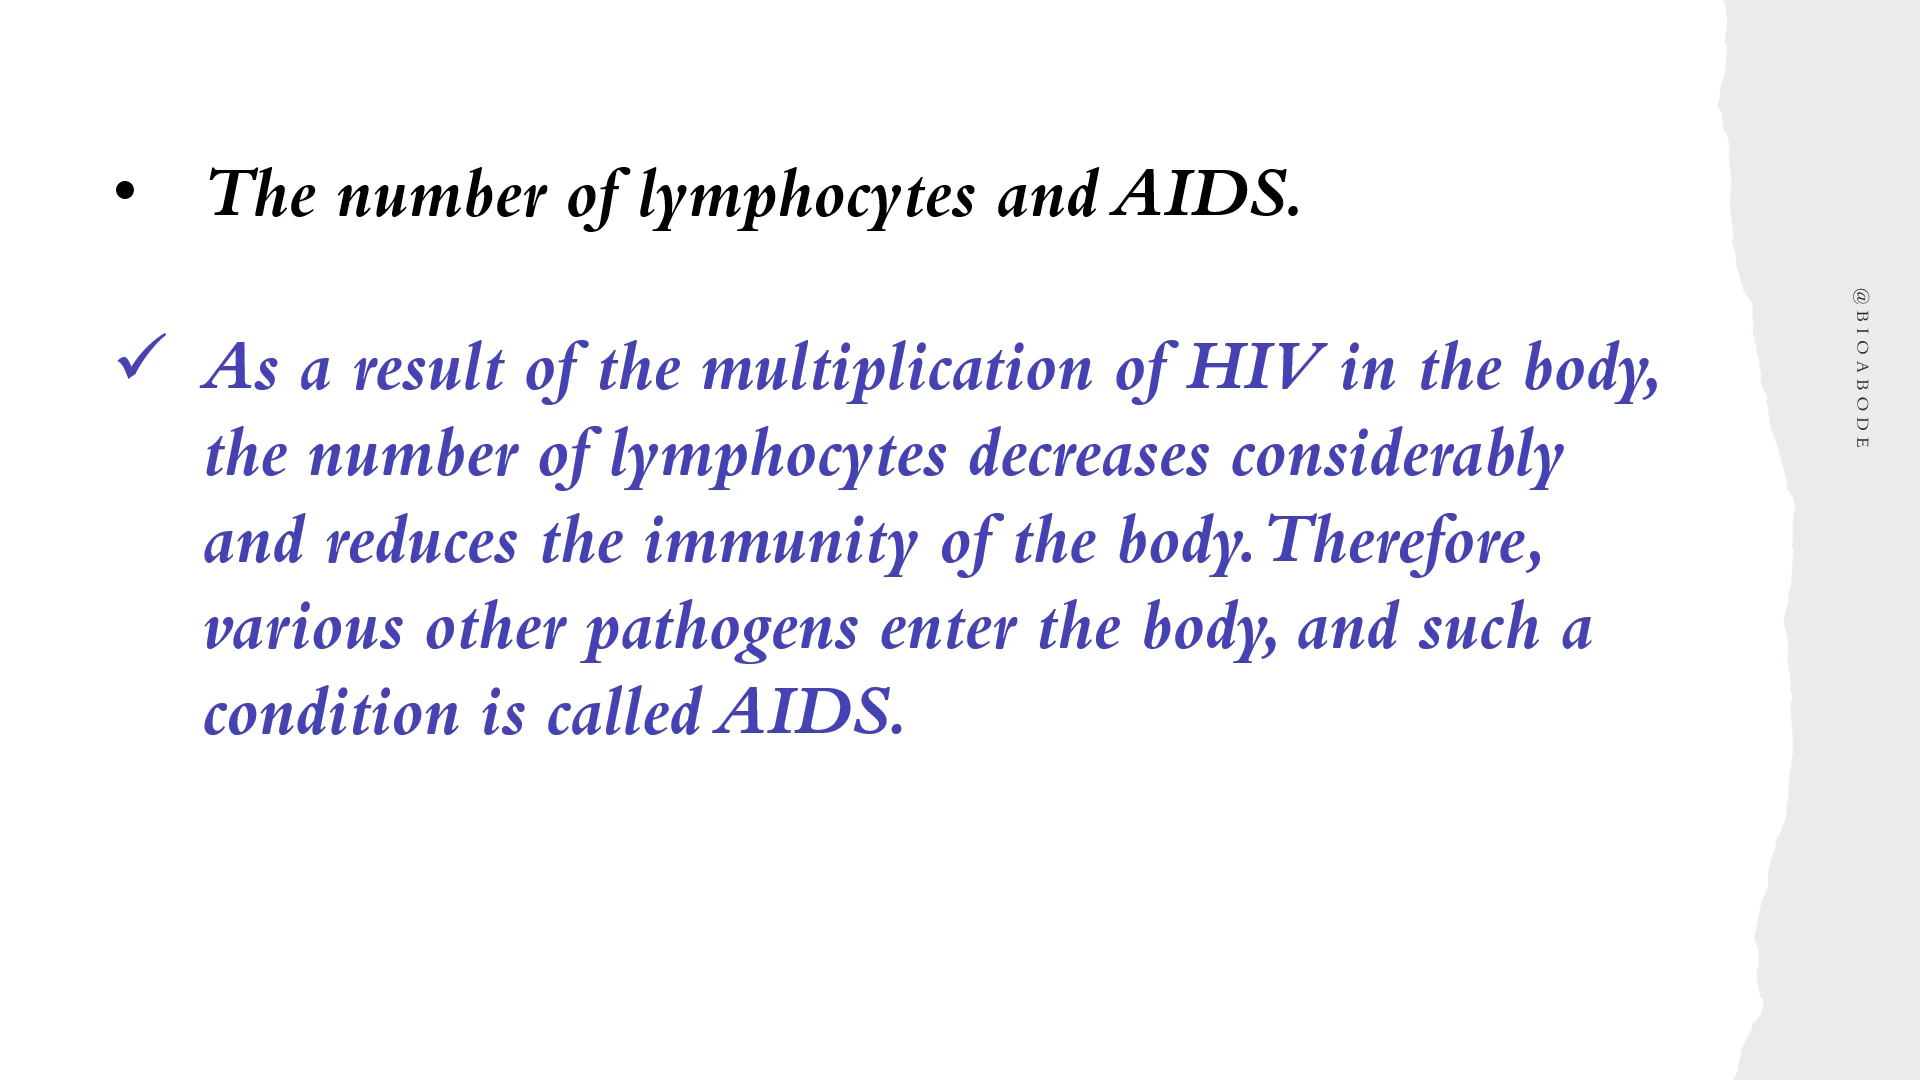 • The number of lymphocytes and AIDS.
✓ As a result of the multiplication of HIV in the body,
the number of lymphocytes decreases considerably
and reduces the immunity of the body. Therefore,
various other pathogens enter the body, and such a
condition is called AIDS.
@BIOABODE